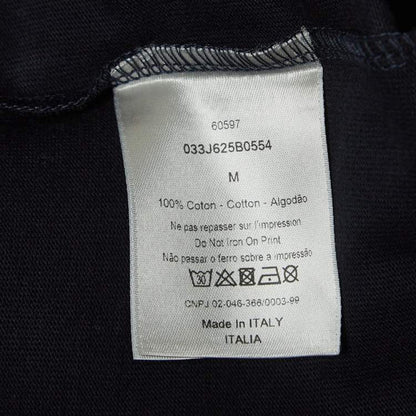 60597
033J625B0554
M
100% Coton - Cotton - Algodão
Ne pas repasser sur l'impression
Do Not Iron On Print
Não passar o ferro sobre a impressão
30
CNPJ 02-046-366/0003-99
Made In ITALY
ITALIA